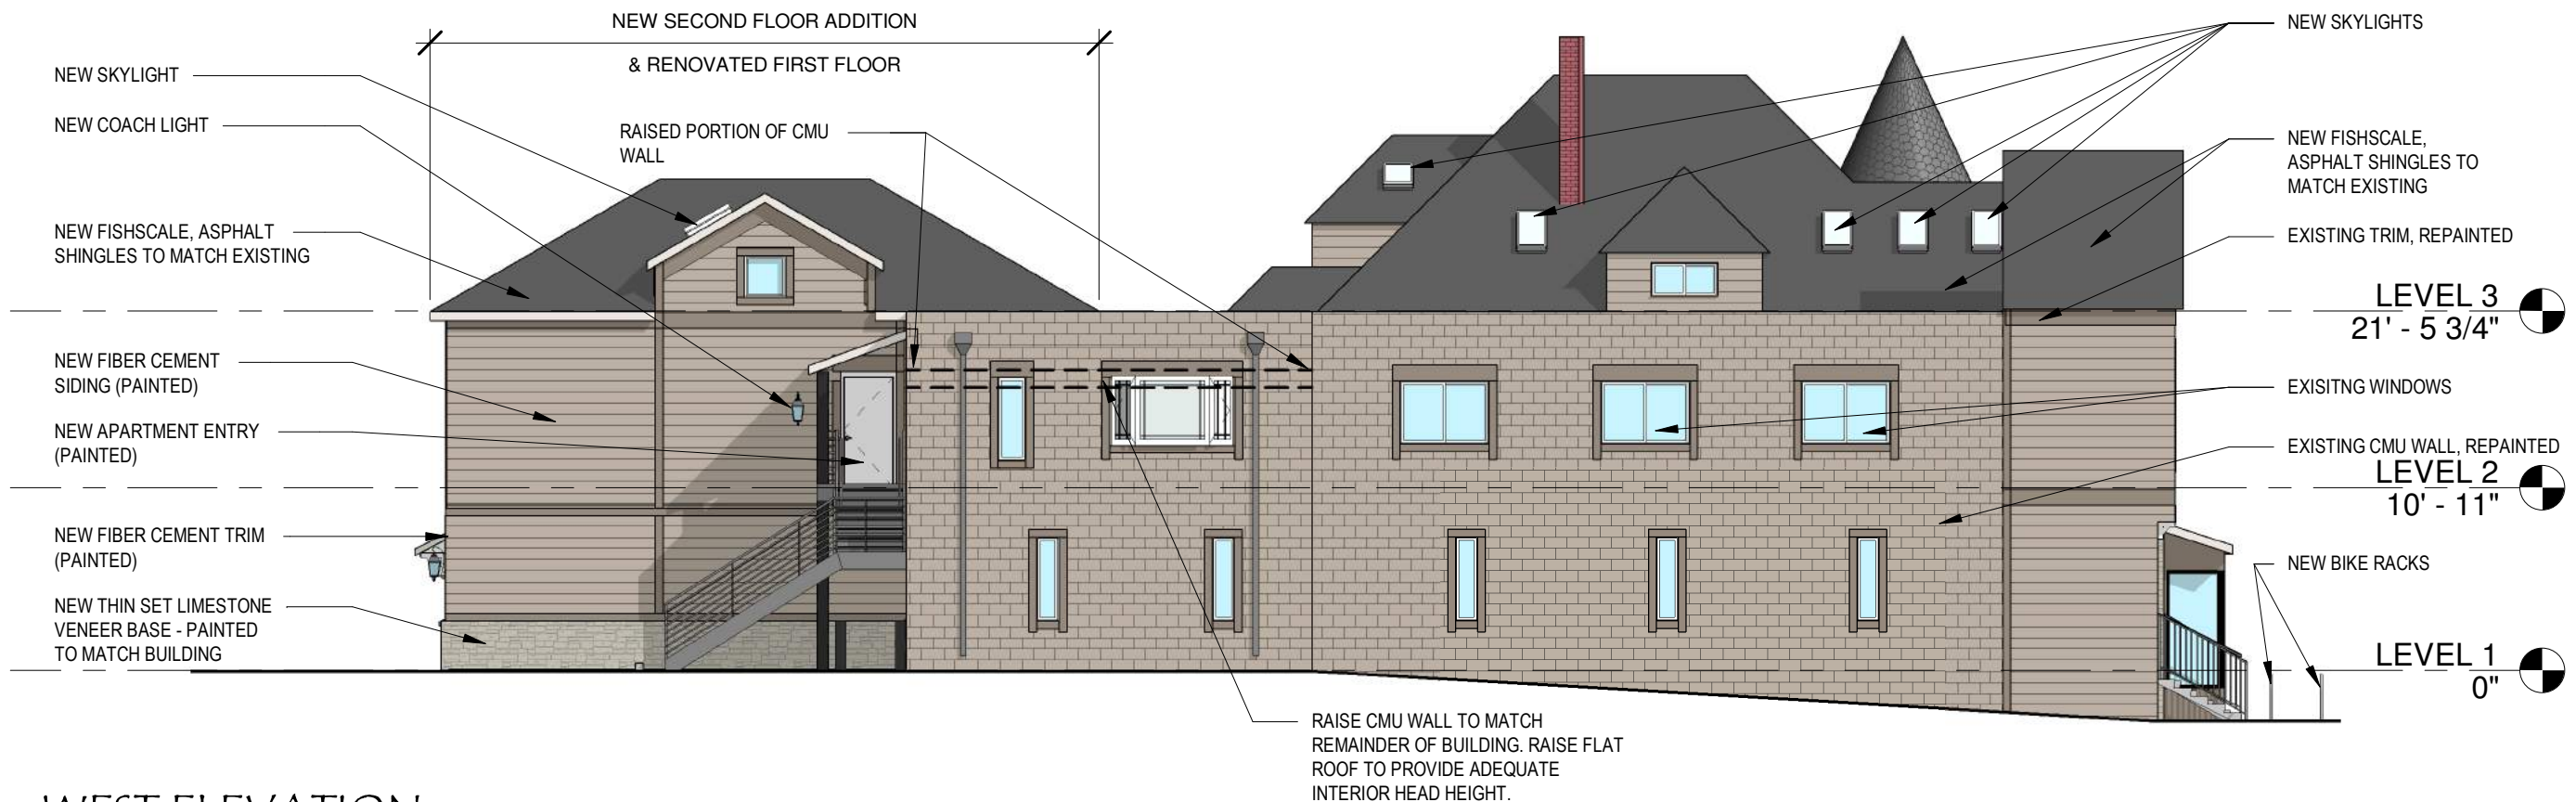 NEW SECOND FLOOR ADDITION
& RENOVATED FIRST FLOOR
NEW SKYLIGHT
NEW COACH LIGHT
RAISED PORTION OF CMU
WALL
NEW FISHSCALE, ASPHALT
SHINGLES TO MATCH EXISTING
NEW FIBER CEMENT
SIDING (PAINTED)
NEW APARTMENT ENTRY
(PAINTED)
NEW FIBER CEMENT TRIM
(PAINTED)
NEW THIN SET LIMESTONE
VENEER BASE - PAINTED
TO MATCH BUILDING
NEW SKYLIGHTS
NEW FISHSCALE,
ASPHALT SHINGLES TO
MATCH EXISTING
EXISTING TRIM, REPAINTED
LEVEL 3
21' - 5 3/4"
EXISITNG WINDOWS
EXISTING CMU WALL, REPAINTED
LEVEL 2
10' - 11"
NEW BIKE RACKS
LEVEL 1
0"
RAISE CMU WALL TO MATCH
REMAINDER OF BUILDING. RAISE FLAT
ROOF TO PROVIDE ADEQUATE
INTERIOR HEAD HEIGHT.
WEST ELEVATION